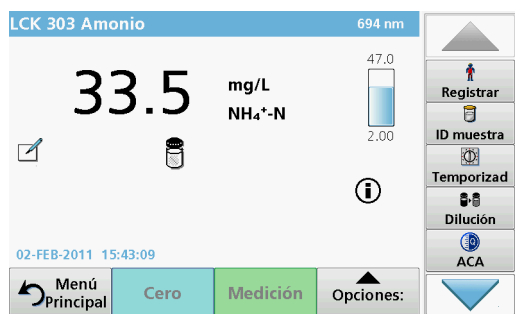 LCK 303 Amonio 694 nm
47.0
33.5 mg/L
NH₄⁺-N
2.00
02-FEB-2011 15:43:09
Menú Principal
Cero
Medición
Opciones:
Registrar
ID muestra
Temporizad
Dilución
ACA